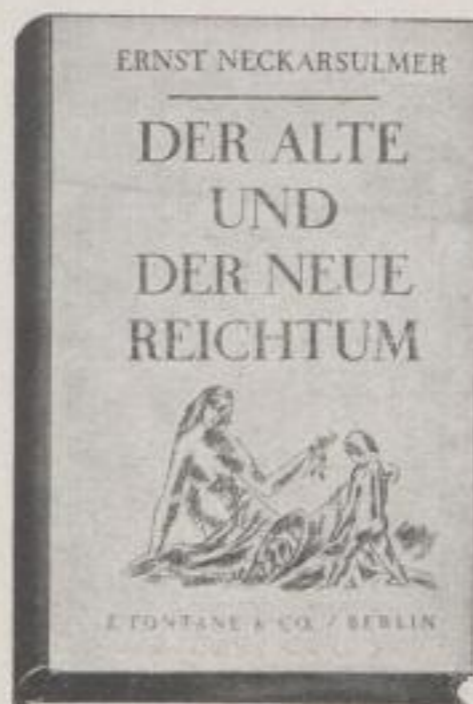 ERNST NECKARSULMER
DER ALTE
UND
DER NEUE
REICHTUM
FONTANE & CO. / BERLIN